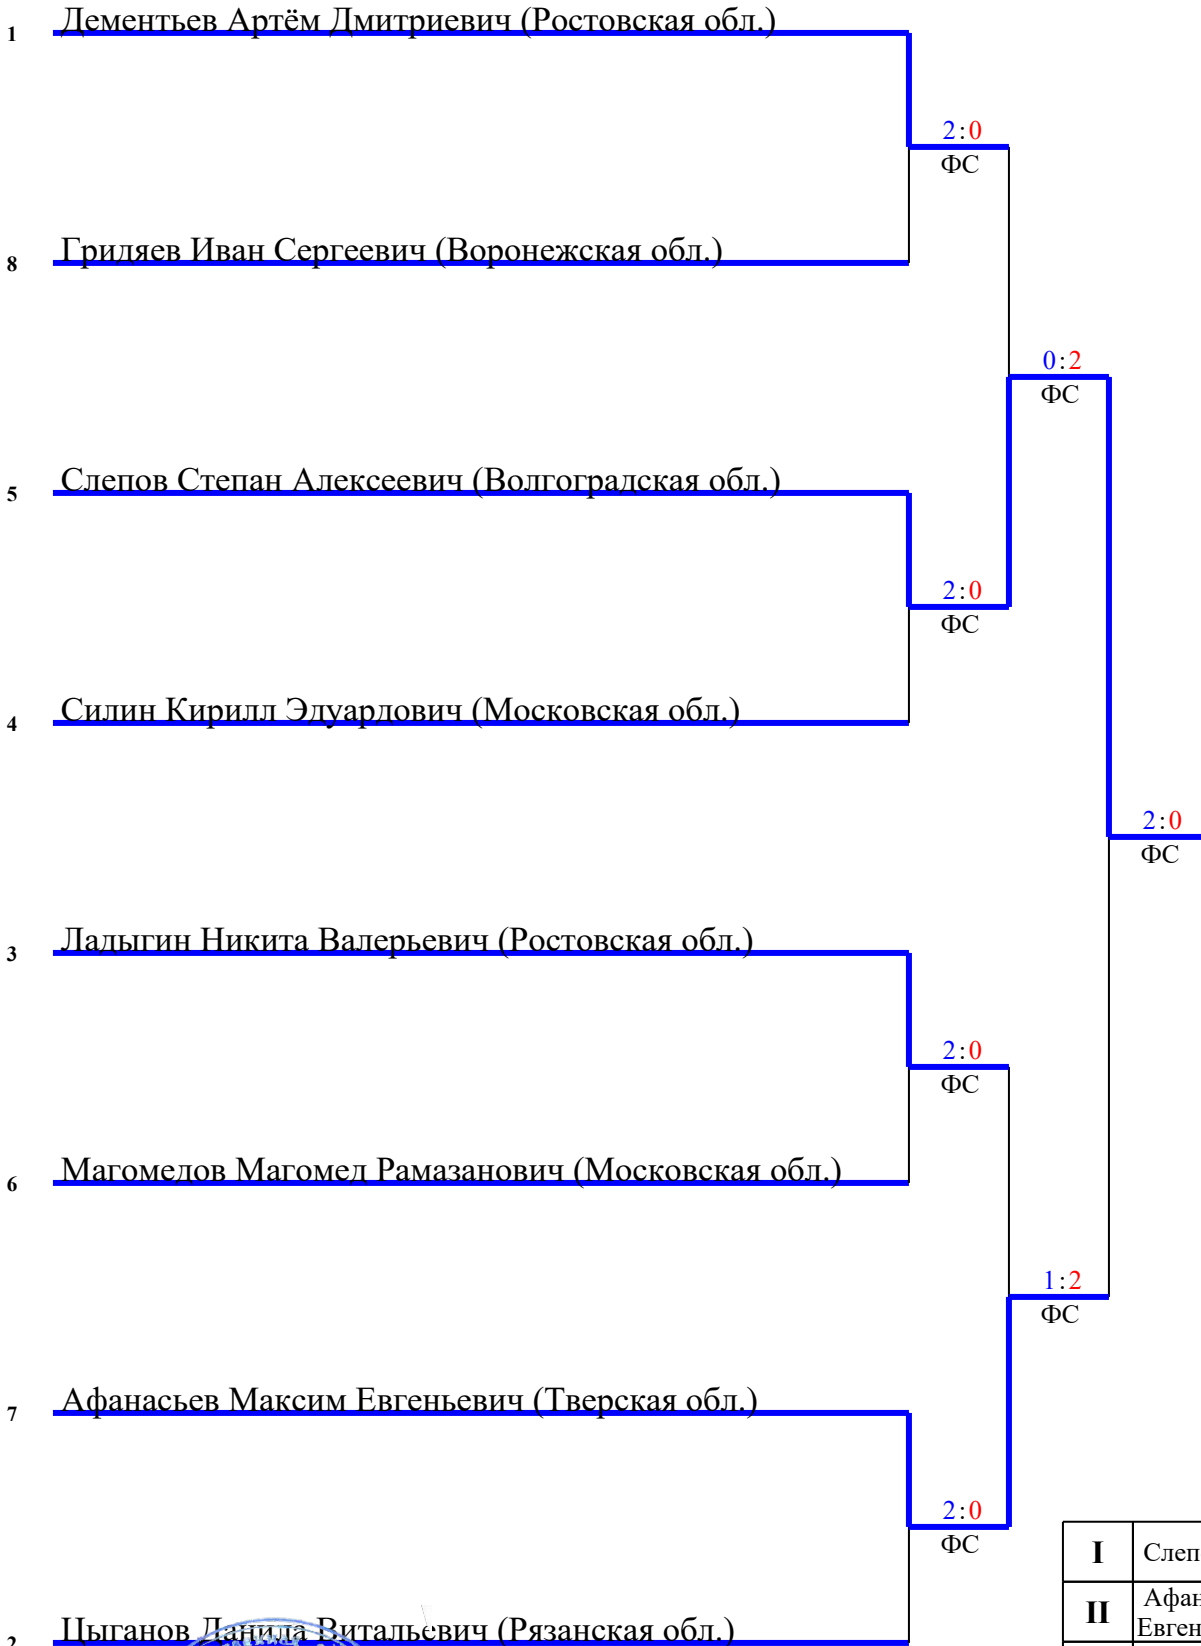 1 Дементьев Артём Дмитриевич (Ростовская обл.)
2:0
ФС
8 Гридяев Иван Сергеевич (Воронежская обл.)
0:2
ФС
5 Слепов Степан Алексеевич (Волгоградская обл.)
2:0
ФС
4 Силин Кирилл Эдуардович (Московская обл.)
2:0
ФС
3 Ладыгин Никита Валерьевич (Ростовская обл.)
2:0
ФС
6 Магомедов Магомед Рамазанович (Московская обл.)
1:2
ФС
7 Афанасьев Максим Евгеньевич (Тверская обл.)
2:0
ФС
I Слеп
II Афан
Евген
2 Цыганов Данила Витальевич (Рязанская обл.)